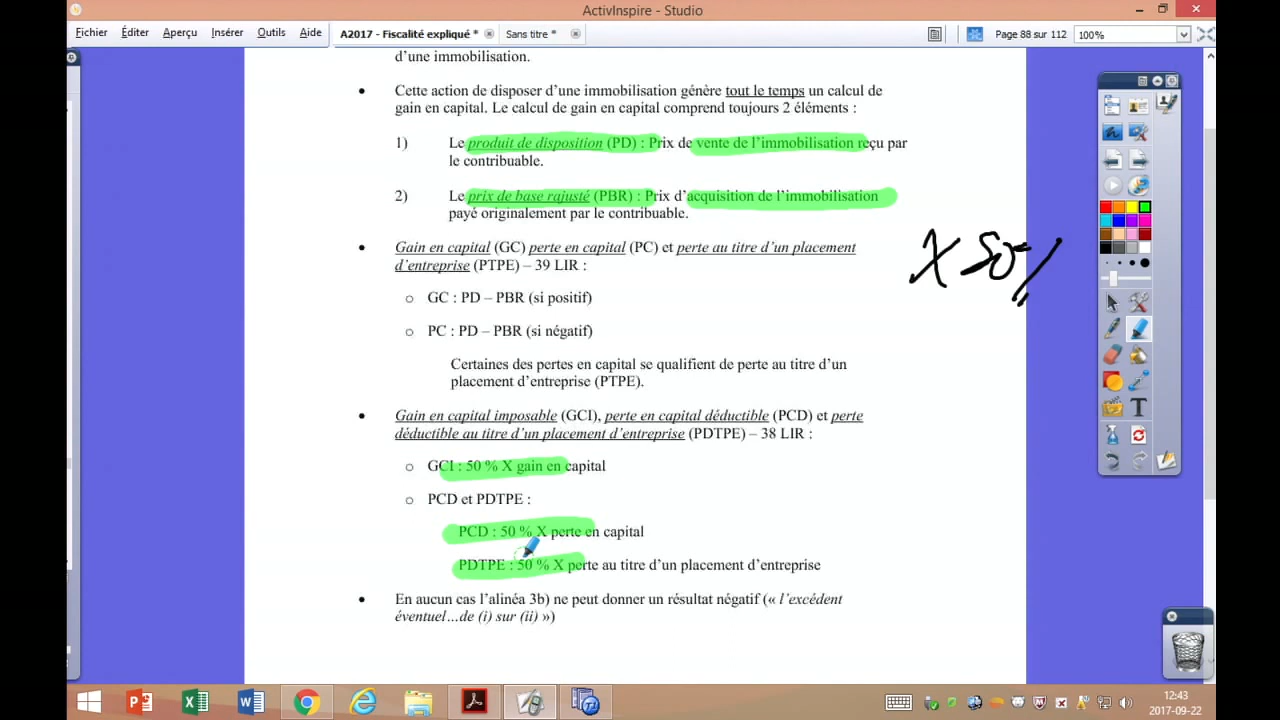 ActivInspire - Studio
Fichier Éditer Aperçu Insérer Outils Aide A2017 - Fiscalité expliqué * Sans titre * Page 88 sur 112 100%
d'une immobilisation.
• Cette action de disposer d'une immobilisation génère tout le temps un calcul de
gain en capital. Le calcul de gain en capital comprend toujours 2 éléments :
1) Le produit de disposition (PD) : Prix de vente de l'immobilisation reçu par
le contribuable.
2) Le prix de base rajusté (PBR) : Prix d'acquisition de l'immobilisation
payé originalement par le contribuable.
• Gain en capital (GC) perte en capital (PC) et perte au titre d'un placement
d'entreprise (PTPE) – 39 LIR :
X 50%
o GC : PD – PBR (si positif)
o PC : PD – PBR (si négatif)
Certaines des pertes en capital se qualifient de perte au titre d'un
placement d'entreprise (PTPE).
• Gain en capital imposable (GCI), perte en capital déductible (PCD) et perte
déductible au titre d'un placement d'entreprise (PDTPE) – 38 LIR :
o GCI : 50 % X gain en capital
o PCD et PDTPE :
PCD : 50 % X perte en capital
PDTPE : 50 % X perte au titre d'un placement d'entreprise
• En aucun cas l'alinéa 3b) ne peut donner un résultat négatif (« l'excédent
éventuel…de (i) sur (ii) »)
12:43
2017-09-22